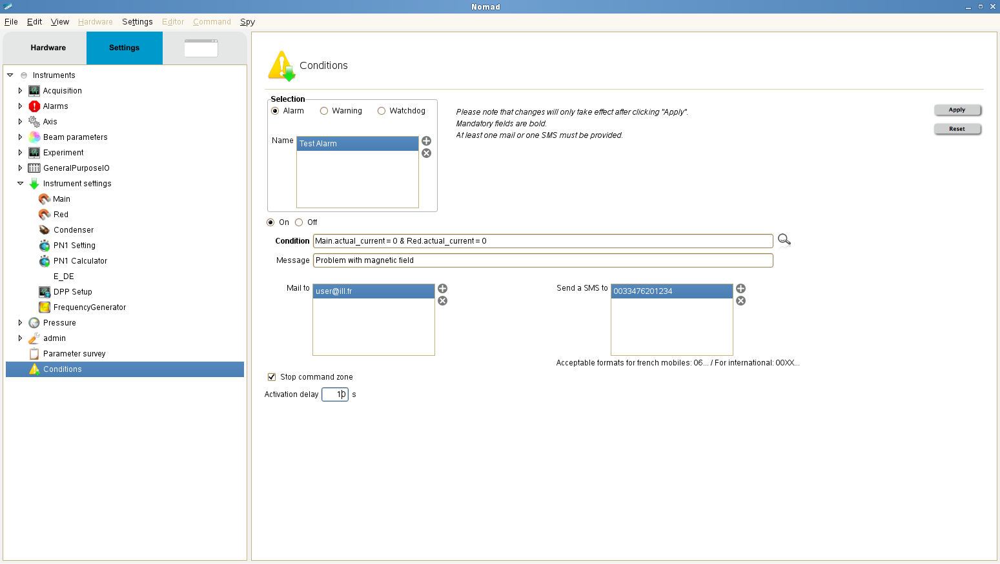 Nomad
File Edit View Hardware Settings Editor Command Spy
Hardware Settings
Instruments
Acquisition
Alarms
Axis
Beam parameters
Experiment
GeneralPurposeIO
Instrument settings
Main
Red
Condenser
PN1 Setting
PN1 Calculator
E_DE
DPP Setup
FrequencyGenerator
Pressure
admin
Parameter survey
Conditions
Conditions
Selection
Alarm Warning Watchdog
Name Test Alarm
Please note that changes will only take effect after clicking "Apply".
Mandatory fields are bold.
At least one mail or one SMS must be provided.
Apply
Reset
On Off
Condition Main.actual_current = 0 & Red.actual_current = 0
Message Problem with magnetic field
Mail to user@ill.fr
Send a SMS to 0033476201234
Acceptable formats for french mobiles: 06... / For international: 00XX...
Stop command zone
Activation delay 10 s